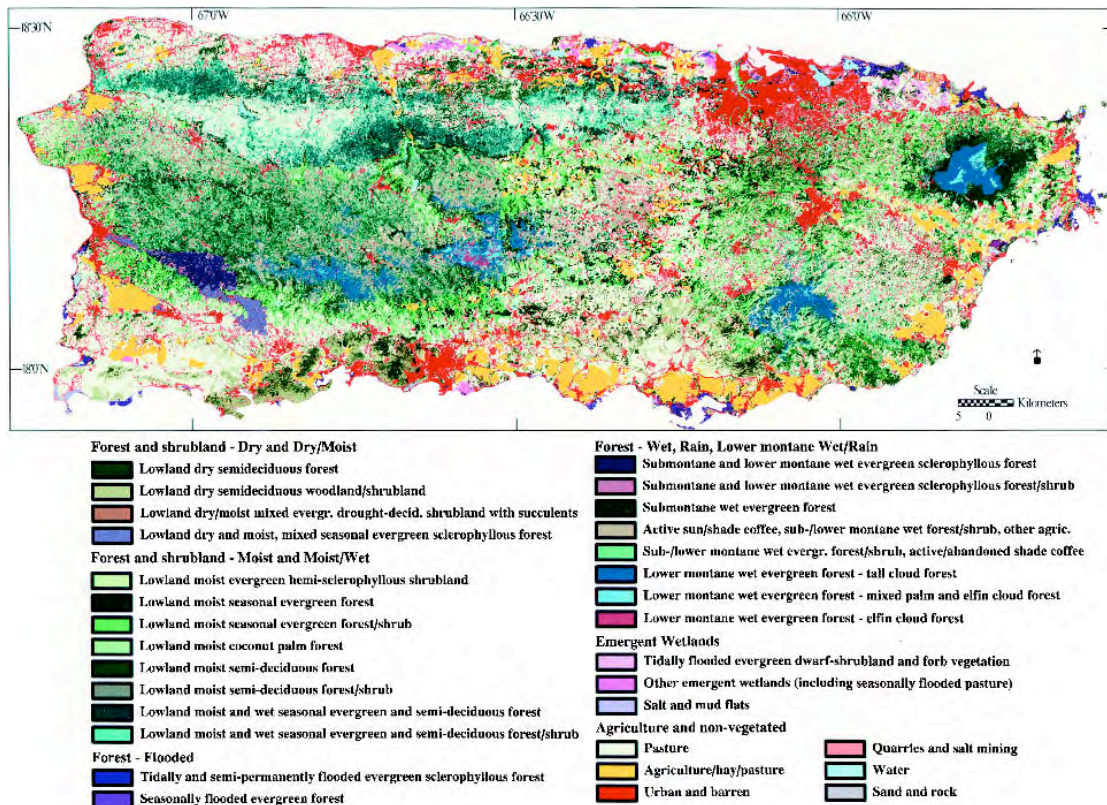 67°0'W
66°30'W
66°0'W
18°30'N
18°0'N
Scale
Kilometers
5 0
Forest and shrubland - Dry and Dry/Moist
Lowland dry semideciduous forest
Lowland dry semideciduous woodland/shrubland
Lowland dry/moist mixed evergr. drought-decid. shrubland with succulents
Lowland dry and moist, mixed seasonal evergreen sclerophyllous forest
Forest and shrubland - Moist and Moist/Wet
Lowland moist evergreen hemi-sclerophyllous shrubland
Lowland moist seasonal evergreen forest
Lowland moist seasonal evergreen forest/shrub
Lowland moist coconut palm forest
Lowland moist semi-deciduous forest
Lowland moist semi-deciduous forest/shrub
Lowland moist and wet seasonal evergreen and semi-deciduous forest
Lowland moist and wet seasonal evergreen and semi-deciduous forest/shrub
Forest - Flooded
Tidally and semi-permanently flooded evergreen sclerophyllous forest
Seasonally flooded evergreen forest
Forest - Wet, Rain, Lower montane Wet/Rain
Submontane and lower montane wet evergreen sclerophyllous forest
Submontane and lower montane wet evergreen sclerophyllous forest/shrub
Submontane wet evergreen forest
Active sun/shade coffee, sub-/lower montane wet forest/shrub, other agric.
Sub-/lower montane wet evergr. forest/shrub, active/abandoned shade coffee
Lower montane wet evergreen forest - tall cloud forest
Lower montane wet evergreen forest - mixed palm and elfin cloud forest
Lower montane wet evergreen forest - elfin cloud forest
Emergent Wetlands
Tidally flooded evergreen dwarf-shrubland and forb vegetation
Other emergent wetlands (including seasonally flooded pasture)
Salt and mud flats
Agriculture and non-vegetated
Pasture
Agriculture/hay/pasture
Urban and barren
Quarries and salt mining
Water
Sand and rock